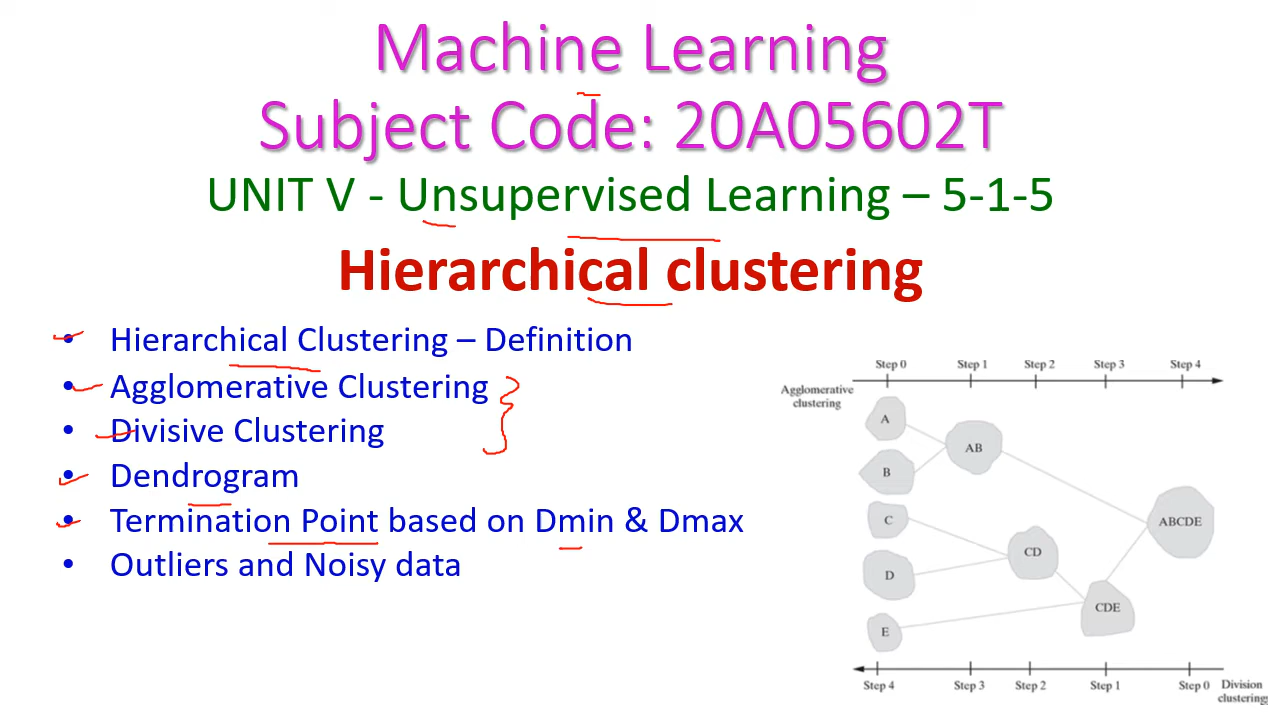 Machine Learning
Subject Code: 20A05602T
UNIT V - Unsupervised Learning – 5-1-5
Hierarchical clustering
• Hierarchical Clustering – Definition
• Agglomerative Clustering
• Divisive Clustering
• Dendrogram
• Termination Point based on Dmin & Dmax
• Outliers and Noisy data
Step 0 Step 1 Step 2 Step 3 Step 4
Agglomerative
clustering
A
AB
B
C
ABCDE
CD
D
CDE
E
Step 4 Step 3 Step 2 Step 1 Step 0 Division
clustering